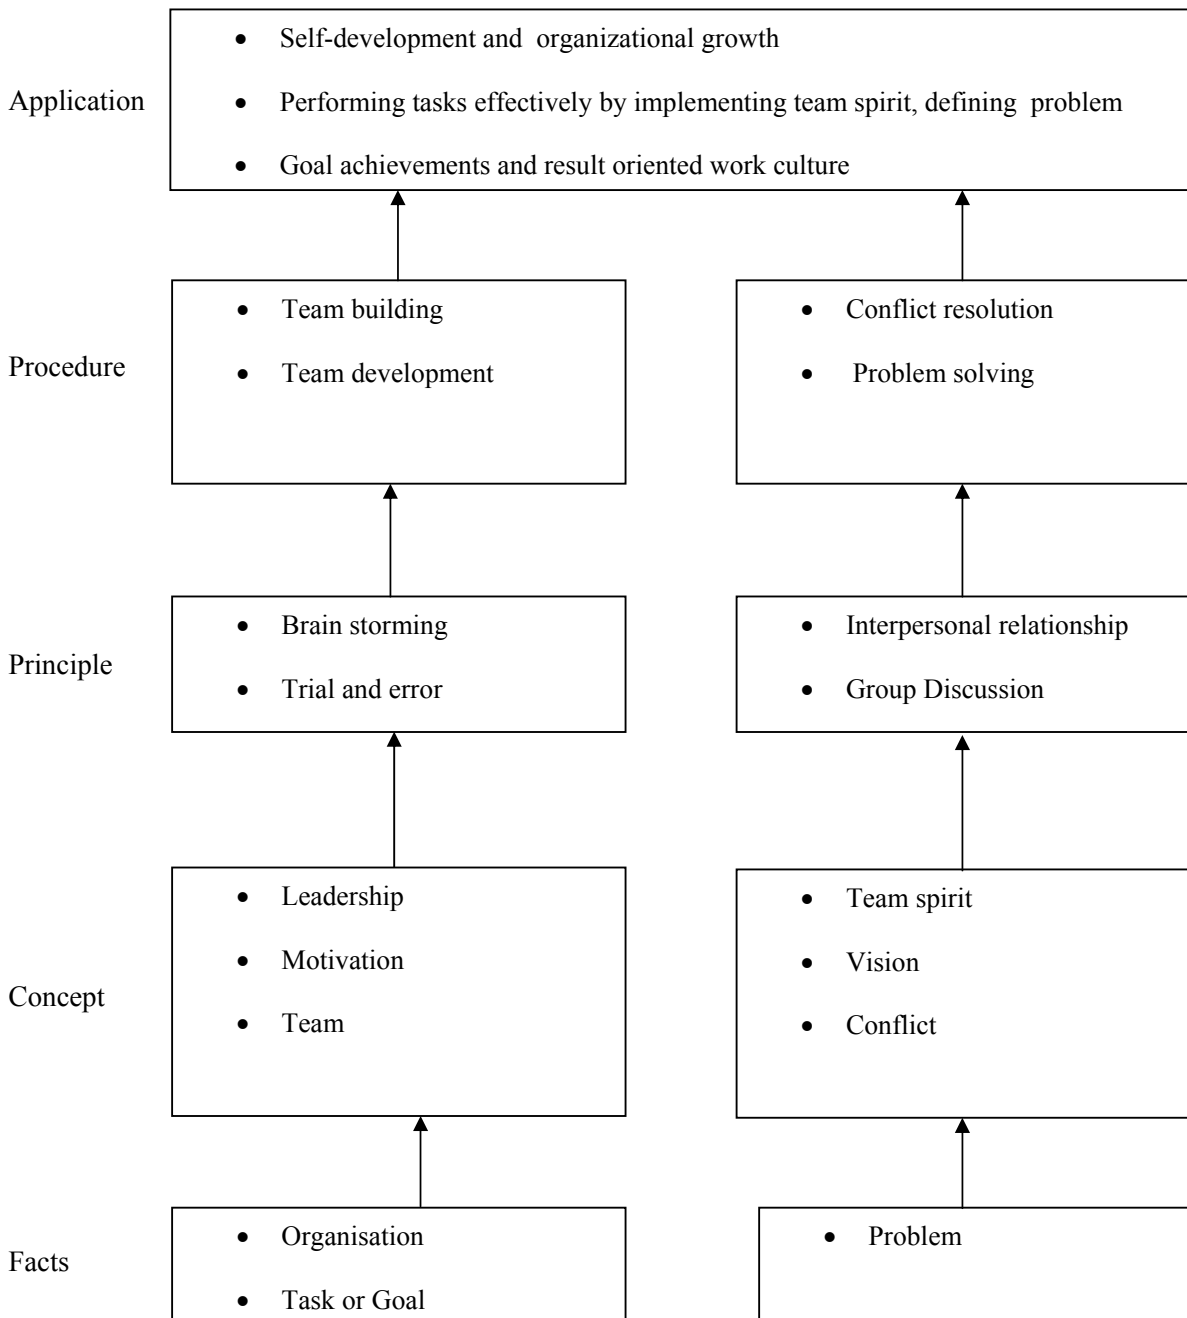 Application
• Self-development and organizational growth
• Performing tasks effectively by implementing team spirit, defining problem
• Goal achievements and result oriented work culture
Procedure
• Team building
• Team development
• Conflict resolution
• Problem solving
Principle
• Brain storming
• Trial and error
• Interpersonal relationship
• Group Discussion
Concept
• Leadership
• Motivation
• Team
• Team spirit
• Vision
• Conflict
Facts
• Organisation
• Task or Goal
• Problem